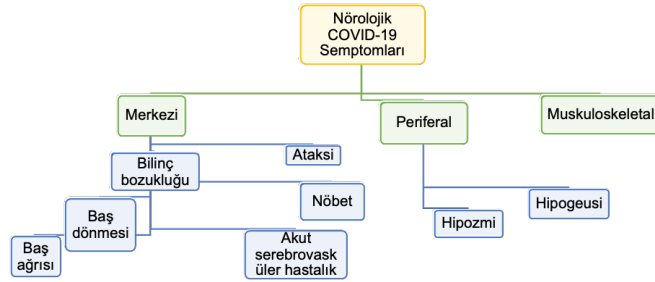 Nörolojik
COVID-19
Semptomları
Merkezi
Periferal
Muskuloskeletal
Ataksi
Bilinç
bozukluğu
Nöbet
Baş
dönmesi
Baş
ağrısı
Akut
serebrovask
üler hastalık
Hipozmi
Hipogeusi